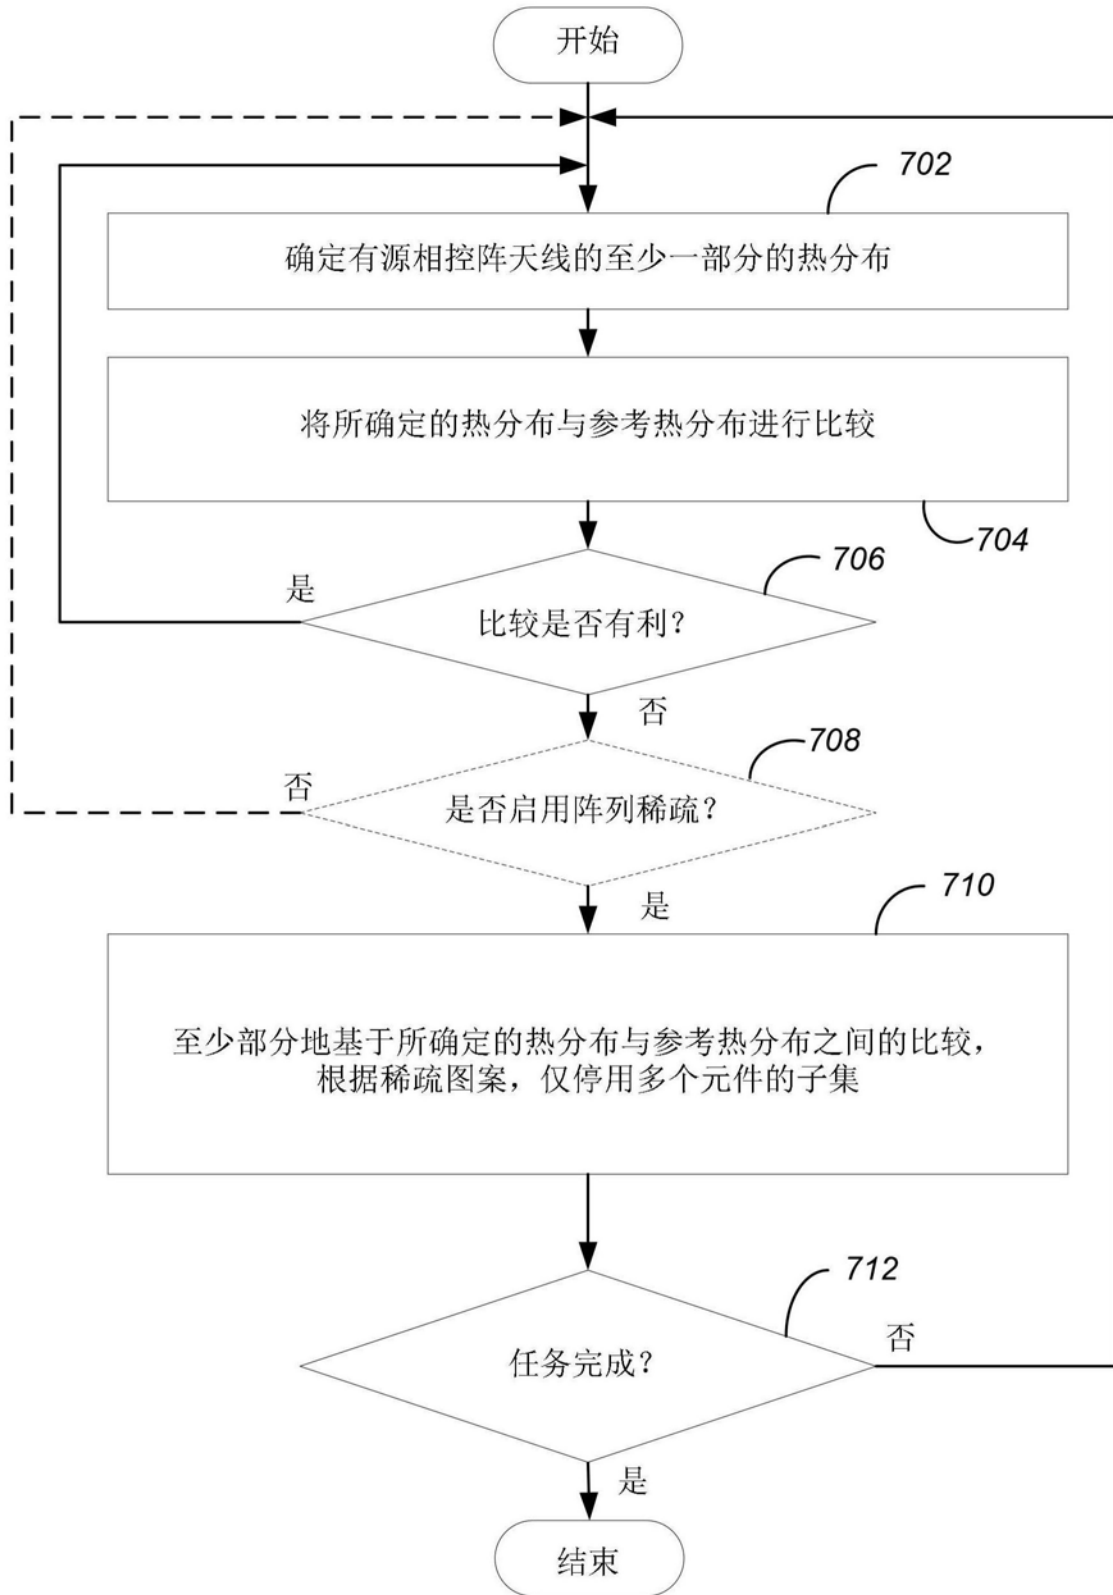 开始
702
确定有源相控阵天线的至少一部分的热分布
将所确定的热分布与参考热分布进行比较
704
706
是
比较是否有利?
否
708
否
是否启用阵列稀疏?
是
710
至少部分地基于所确定的热分布与参考热分布之间的比较，
根据稀疏图案，仅停用多个元件的子集
712
否
任务完成?
是
结束